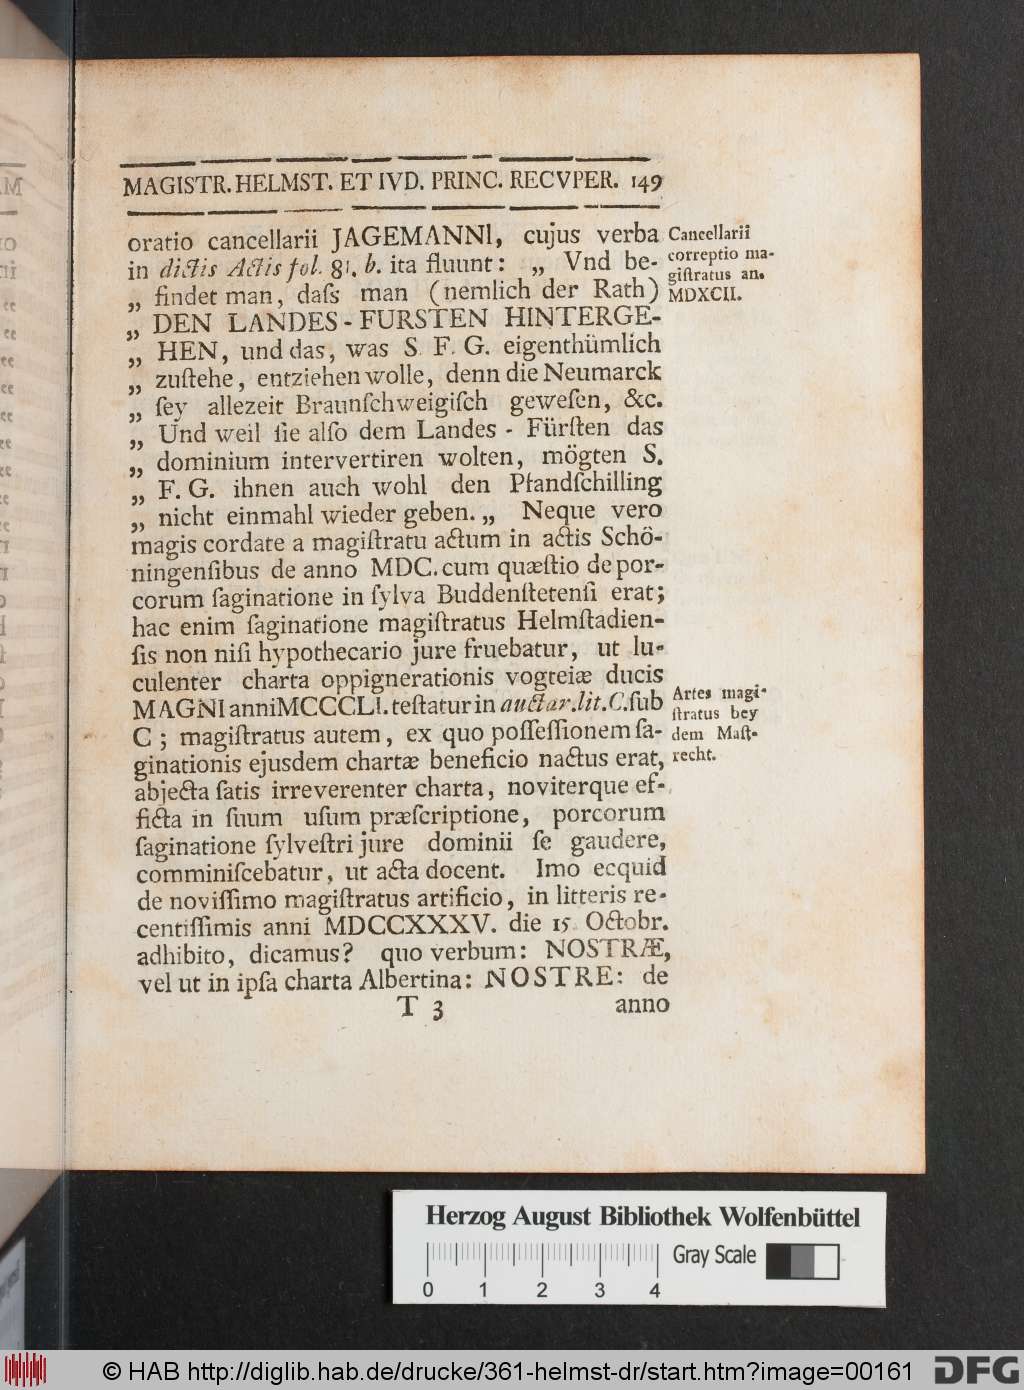 MAGISTR. HELMST. ET IVD. PRINC. RECVPER. 149
oratio cancellarii JAGEMANNI, cujus verba
in dictis Actis fol. 81. b. ita fluunt: „ Vnd be-
„ findet man, daſs man (nemlich der Rath)
„ DEN LANDES-FURSTEN HINTERGE-
„ HEN, und das, was S. F. G. eigenthümlich
„ zuſtehe, entziehen wolle, denn die Neumarck
„ ſey allezeit Braunſchweigiſch geweſen, &c.
„ Und weil ſie alſo dem Landes - Fürſten das
„ dominium intervertiren wolten, mögten S.
„ F. G. ihnen auch wohl den Pfandſchilling
„ nicht einmahl wieder geben. „ Neque vero
magis cordate a magiſtratu actum in actis Schö-
ningenſibus de anno MDC. cum quæſtio de por-
corum ſaginatione in ſylva Buddenſtetenſi erat;
hac enim ſaginatione magiſtratus Helmſtadien-
ſis non niſi hypothecario jure fruebatur, ut lu-
culenter charta oppignerationis vogteiæ ducis
MAGNI anni MCCCLI. teſtatur in auctar. lit. C. ſub
C ; magiſtratus autem, ex quo poſſeſſionem ſa-
ginationis ejusdem chartæ beneficio nactus erat,
abjecta ſatis irreverenter charta, noviterque ef-
ficta in ſuum uſum præſcriptione, porcorum
ſaginatione ſylveſtri jure dominii ſe gaudere,
comminiſcebatur, ut acta docent. Imo ecquid
de noviſſimo magiſtratus artificio, in litteris re-
centiſſimis anni MDCCXXXV. die 15. Octobr.
adhibito, dicamus? quo verbum: NOSTRÆ,
vel ut in ipſa charta Albertina: NOSTRE: de
T 3 anno
Cancellarii
correptio ma-
giſtratus an.
MDXCII.
Artes magi-
ſtratus bey
dem Maſt-
recht.
Herzog August Bibliothek Wolfenbüttel
Gray Scale
0 1 2 3 4
© HAB http://diglib.hab.de/drucke/361-helmst-dr/start.htm?image=00161
DFG